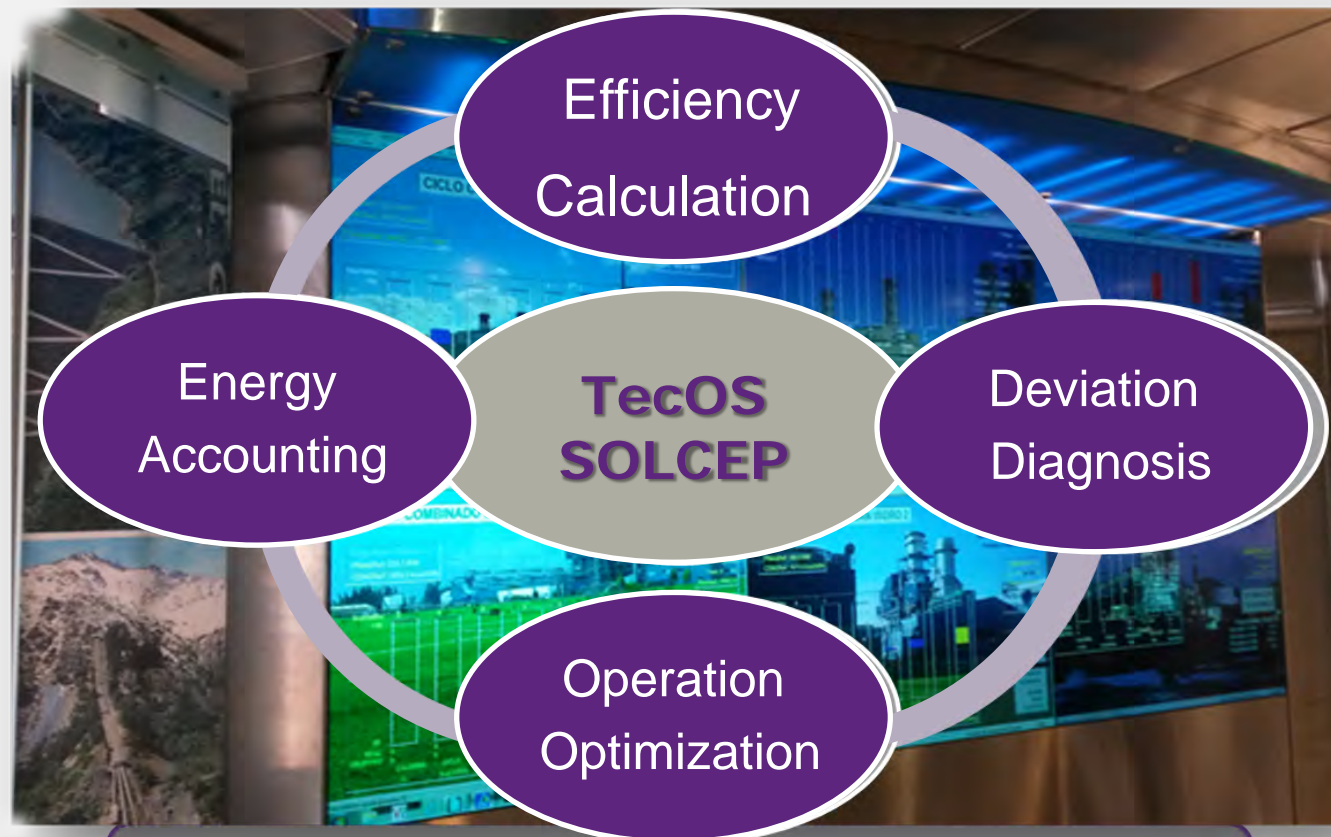 Efficiency
Calculation
Energy
Accounting
TecOS
SOLCEP
Deviation
Diagnosis
Operation
Optimization